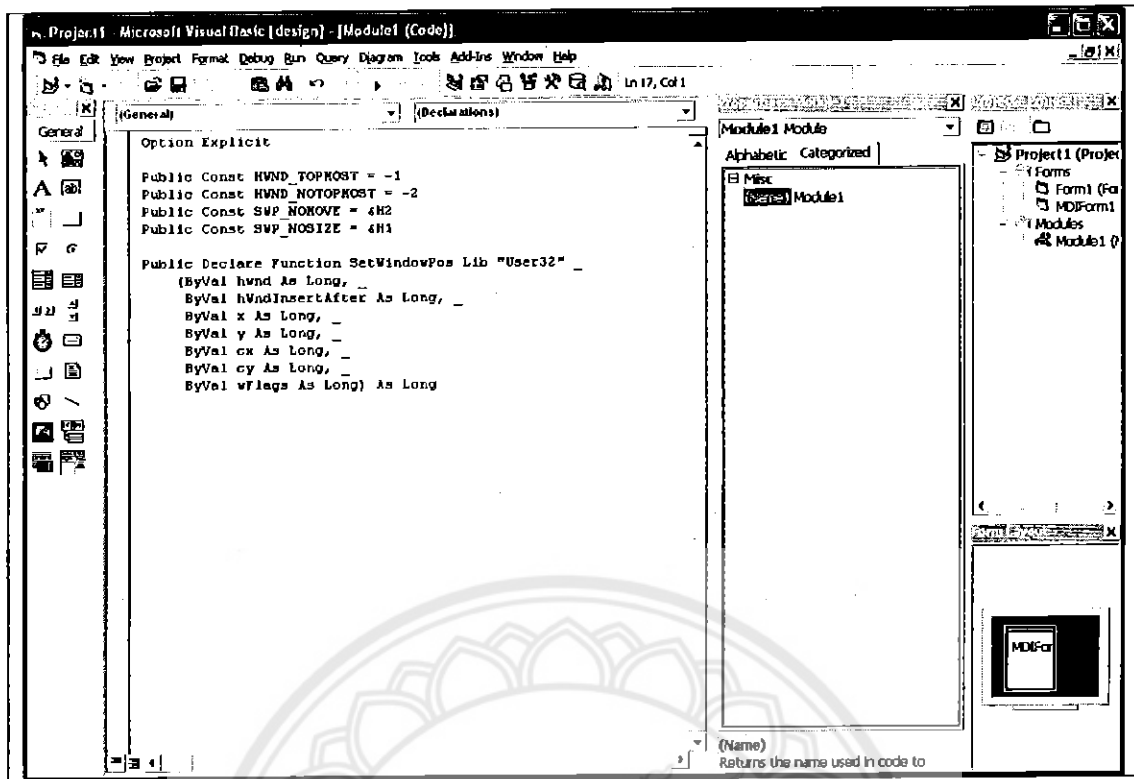 Project1 - Microsoft Visual Basic [design] - [Module1 (Code)]
File Edit View Project Format Debug Run Query Diagram Tools Add-Ins Window Help
Ln 17, Col 1
General
(General)
(Declarations)
Option Explicit
Public Const HWND_TOPMOST = -1
Public Const HWND_NOTOPMOST = -2
Public Const SWP_NOMOVE = &H2
Public Const SWP_NOSIZE = &H1
Public Declare Function SetWindowPos Lib "User32" _
(ByVal hwnd As Long, _
ByVal hWndInsertAfter As Long, _
ByVal x As Long, _
ByVal y As Long, _
ByVal cx As Long, _
ByVal cy As Long, _
ByVal wFlags As Long) As Long
Module1 Module
Alphabetic Categorized
Misc
(Name) Module1
(Name)
Returns the name used in code to
Project1 (Projec
Forms
Form1 (Fo
MDIForm1
Modules
Module1 (M
MDIFor